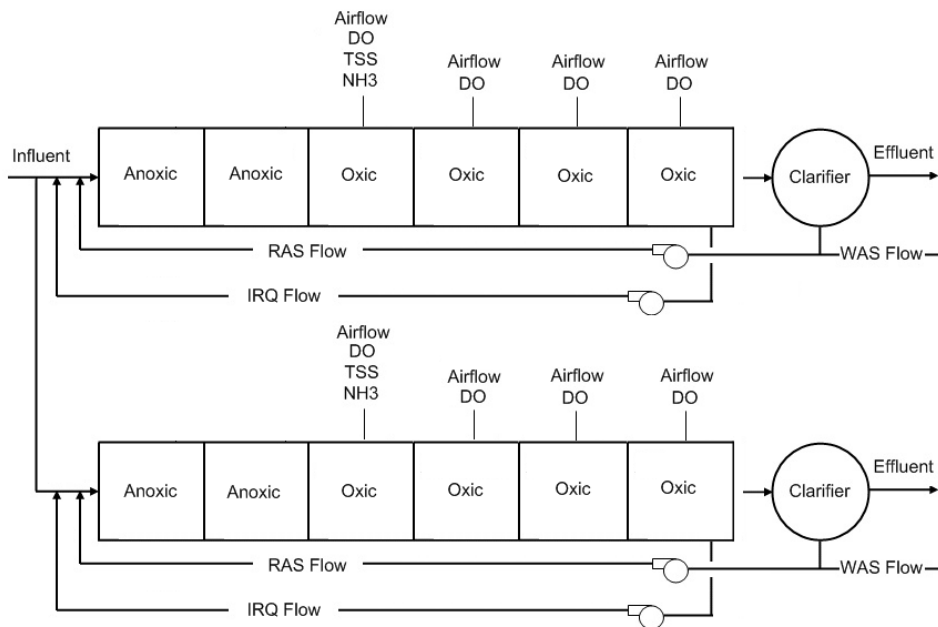 Airflow
DO
TSS
NH3
Airflow
DO
Airflow
DO
Airflow
DO
Influent
Anoxic
Anoxic
Oxic
Oxic
Oxic
Oxic
Clarifier
Effluent
RAS Flow
WAS Flow
IRQ Flow
Airflow
DO
TSS
NH3
Airflow
DO
Airflow
DO
Airflow
DO
Anoxic
Anoxic
Oxic
Oxic
Oxic
Oxic
Clarifier
Effluent
RAS Flow
WAS Flow
IRQ Flow